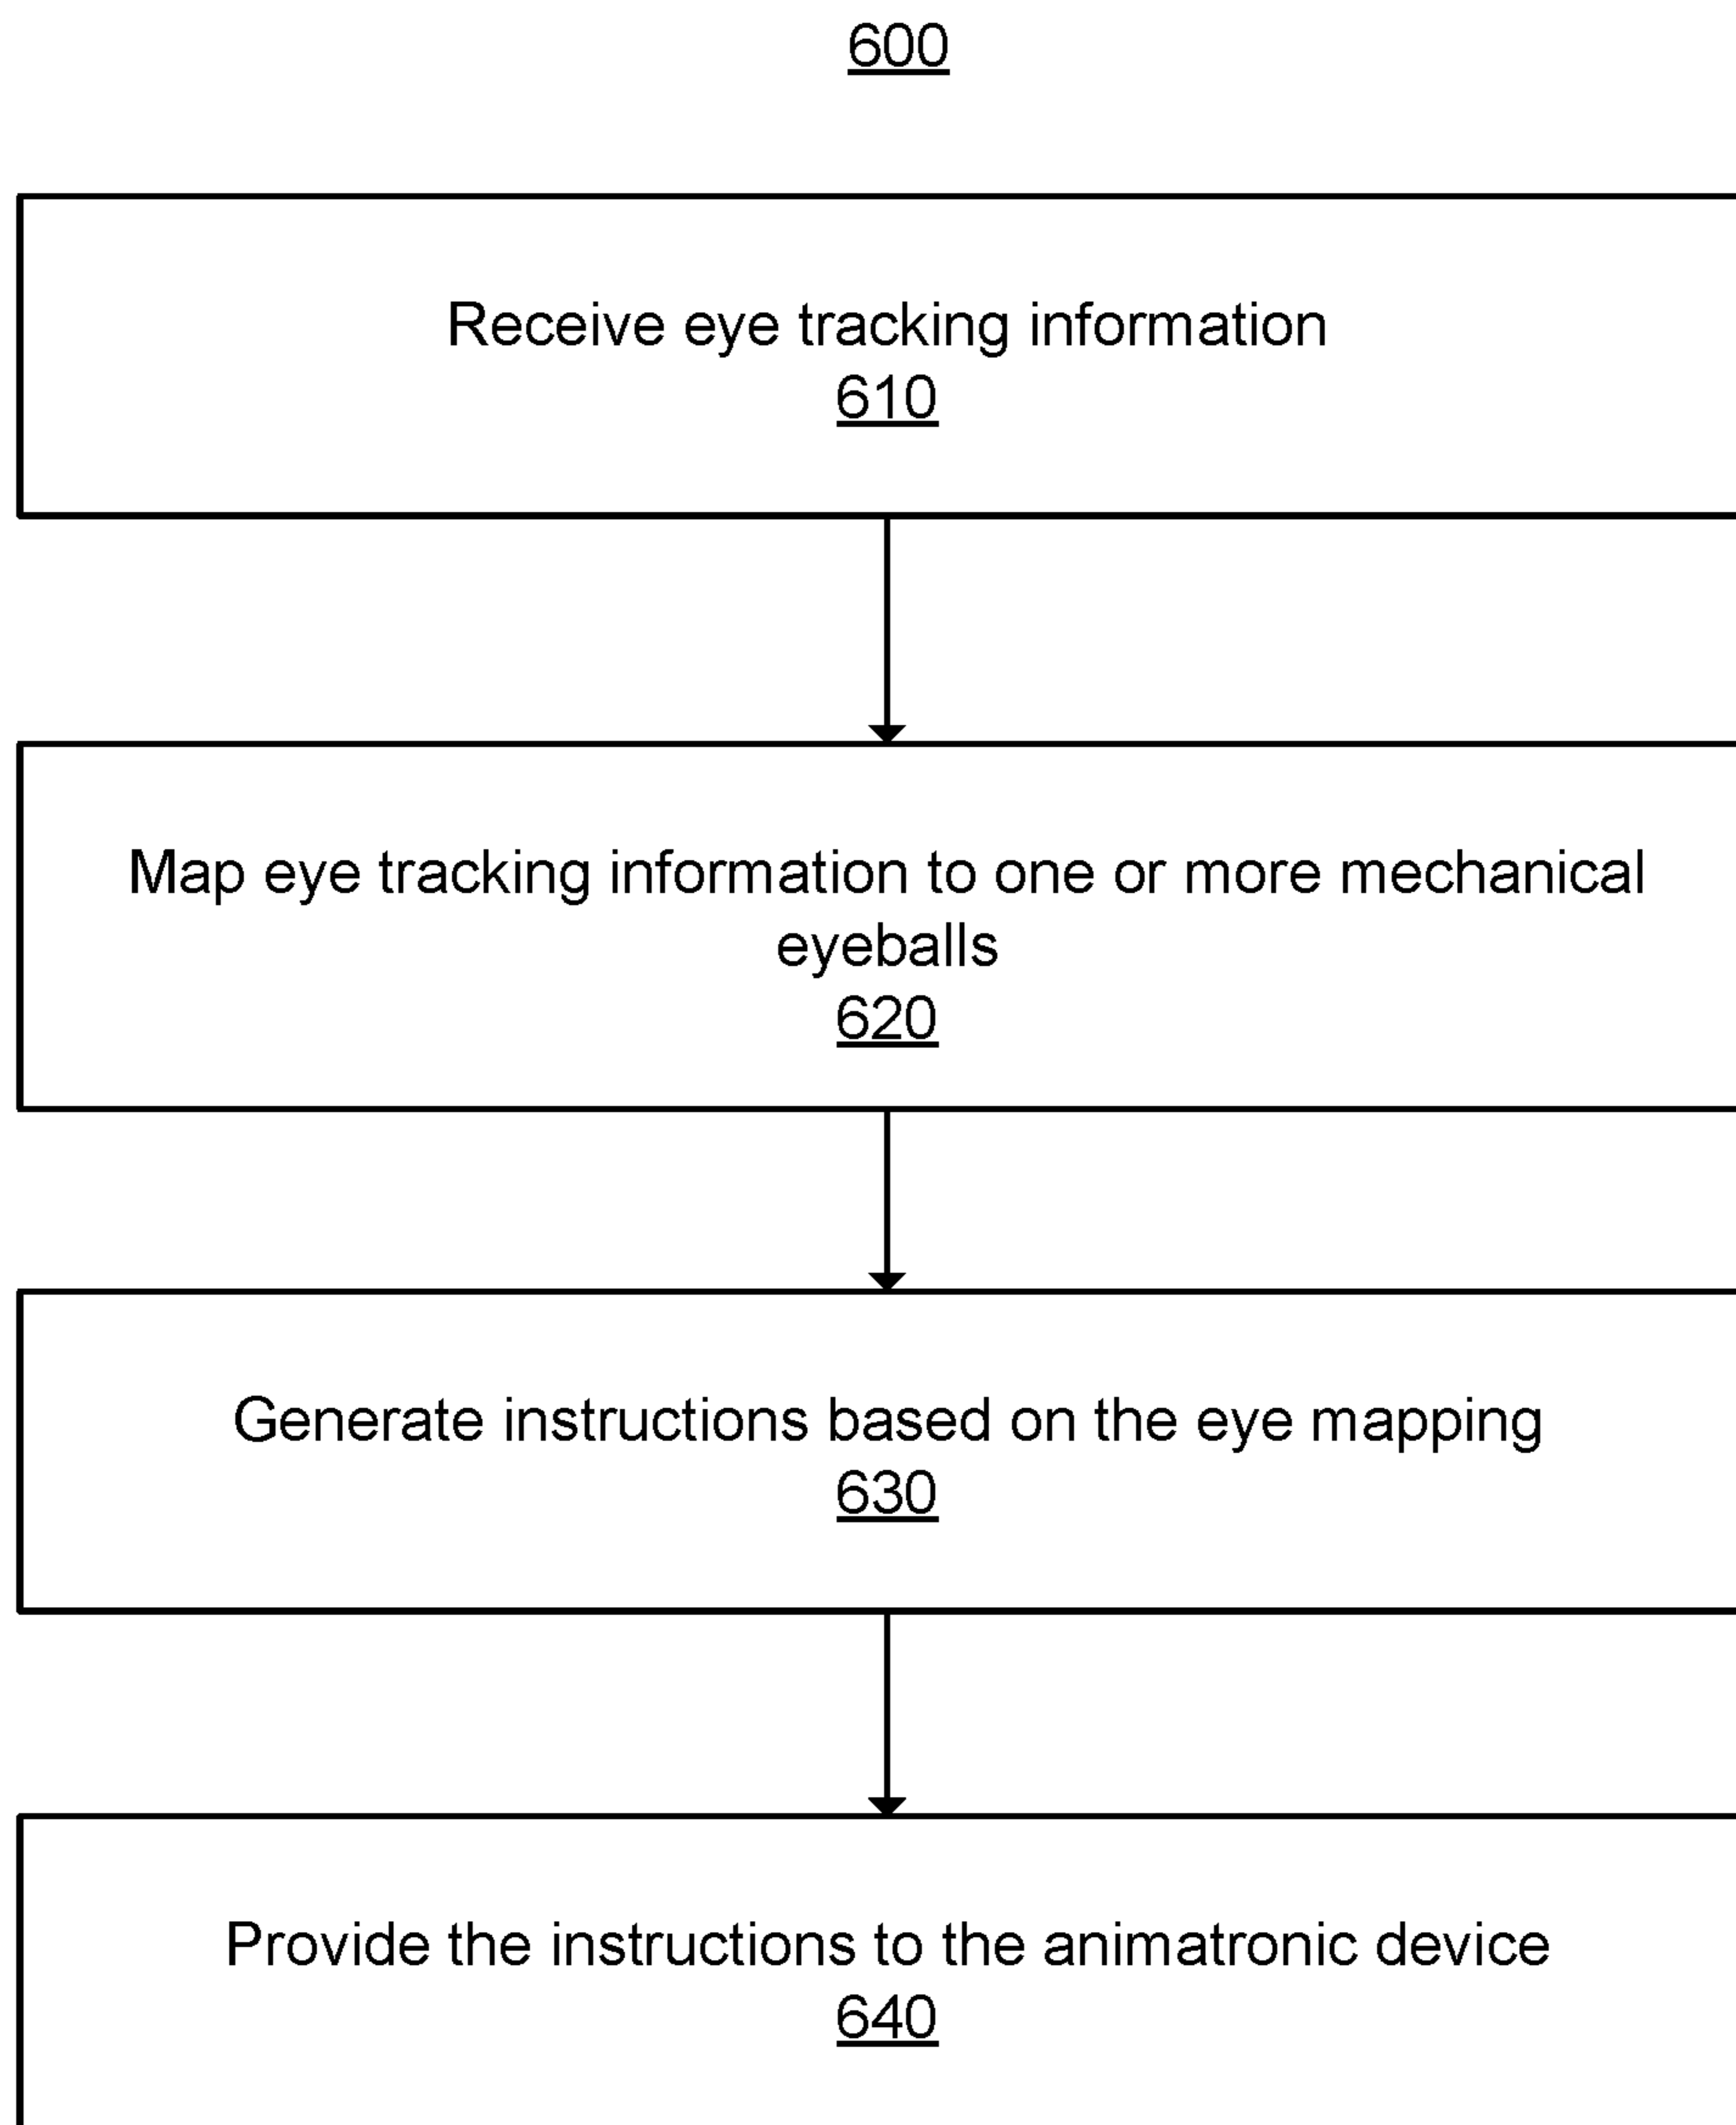 600
Receive eye tracking information
610
Map eye tracking information to one or more mechanical
eyeballs
620
Generate instructions based on the eye mapping
630
Provide the instructions to the animatronic device
640